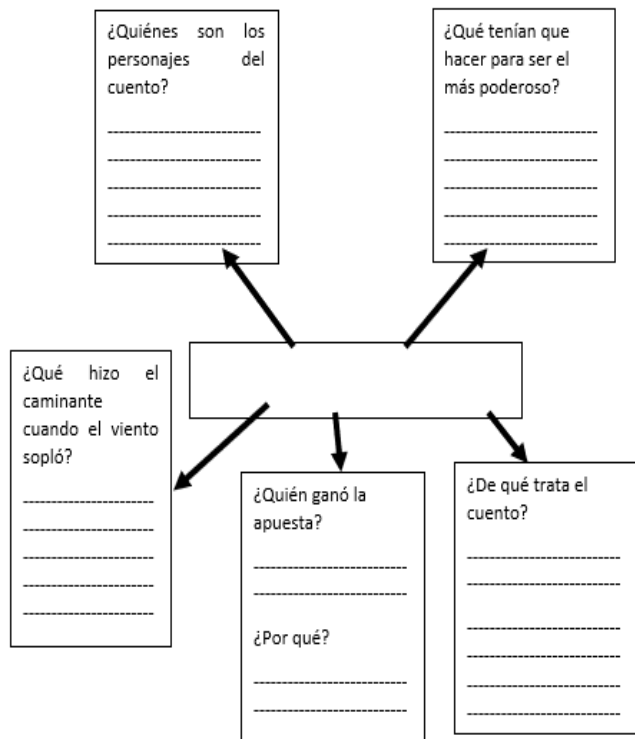 ¿Quiénes son los
personajes del
cuento?
¿Qué tenían que
hacer para ser el
más poderoso?
¿Qué hizo el
caminante
cuando el viento
sopló?
¿Quién ganó la
apuesta?
¿Por qué?
¿De qué trata el
cuento?